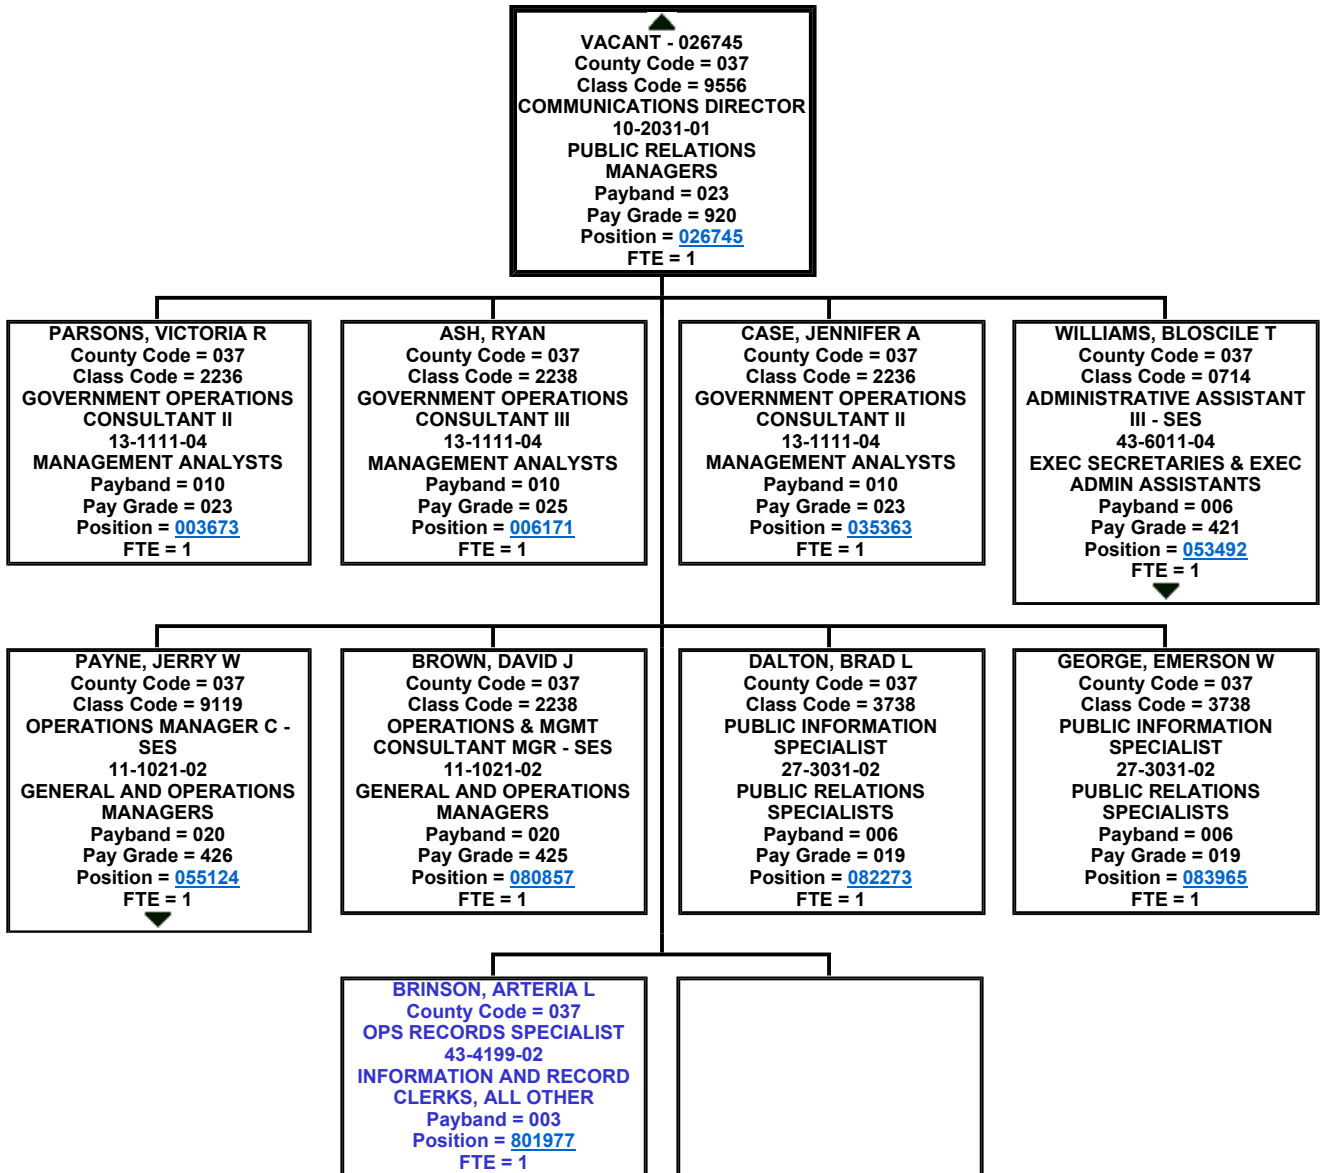 VACANT - 026745
County Code = 037
Class Code = 9556
COMMUNICATIONS DIRECTOR
10-2031-01
PUBLIC RELATIONS
MANAGERS
Payband = 023
Pay Grade = 920
Position = 026745
FTE = 1
PARSONS, VICTORIA R
County Code = 037
Class Code = 2236
GOVERNMENT OPERATIONS
CONSULTANT II
13-1111-04
MANAGEMENT ANALYSTS
Payband = 010
Pay Grade = 023
Position = 003673
FTE = 1
ASH, RYAN
County Code = 037
Class Code = 2238
GOVERNMENT OPERATIONS
CONSULTANT III
13-1111-04
MANAGEMENT ANALYSTS
Payband = 010
Pay Grade = 025
Position = 006171
FTE = 1
CASE, JENNIFER A
County Code = 037
Class Code = 2236
GOVERNMENT OPERATIONS
CONSULTANT II
13-1111-04
MANAGEMENT ANALYSTS
Payband = 010
Pay Grade = 023
Position = 035363
FTE = 1
WILLIAMS, BLOSCILE T
County Code = 037
Class Code = 0714
ADMINISTRATIVE ASSISTANT
III - SES
43-6011-04
EXEC SECRETARIES & EXEC
ADMIN ASSISTANTS
Payband = 006
Pay Grade = 421
Position = 053492
FTE = 1
PAYNE, JERRY W
County Code = 037
Class Code = 9119
OPERATIONS MANAGER C -
SES
11-1021-02
GENERAL AND OPERATIONS
MANAGERS
Payband = 020
Pay Grade = 426
Position = 055124
FTE = 1
BROWN, DAVID J
County Code = 037
Class Code = 2238
OPERATIONS & MGMT
CONSULTANT MGR - SES
11-1021-02
GENERAL AND OPERATIONS
MANAGERS
Payband = 020
Pay Grade = 425
Position = 080857
FTE = 1
DALTON, BRAD L
County Code = 037
Class Code = 3738
PUBLIC INFORMATION
SPECIALIST
27-3031-02
PUBLIC RELATIONS
SPECIALISTS
Payband = 006
Pay Grade = 019
Position = 082273
FTE = 1
GEORGE, EMERSON W
County Code = 037
Class Code = 3738
PUBLIC INFORMATION
SPECIALIST
27-3031-02
PUBLIC RELATIONS
SPECIALISTS
Payband = 006
Pay Grade = 019
Position = 083965
FTE = 1
BRINSON, ARTERIA L
County Code = 037
OPS RECORDS SPECIALIST
43-4199-02
INFORMATION AND RECORD
CLERKS, ALL OTHER
Payband = 003
Position = 801977
FTE = 1